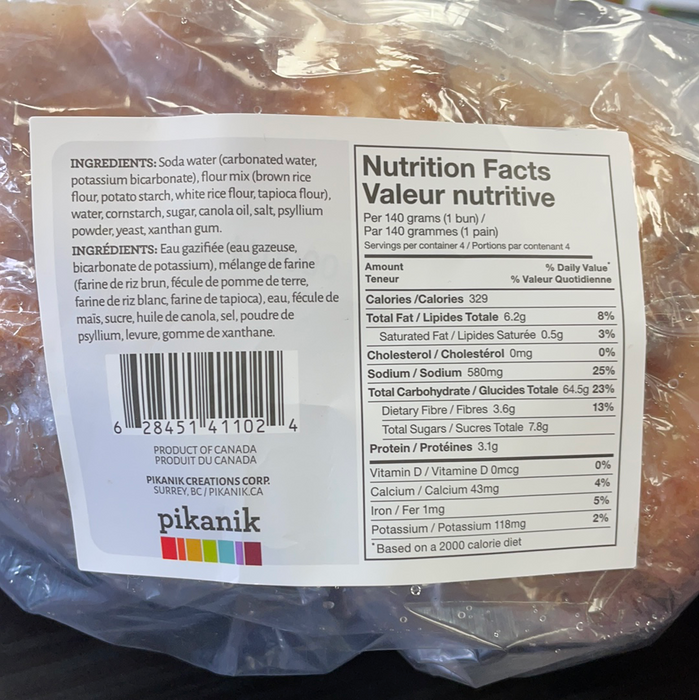 INGREDIENTS: Soda water (carbonated water,
potassium bicarbonate), flour mix (brown rice
flour, potato starch, white rice flour, tapioca flour),
water, cornstarch, sugar, canola oil, salt, psyllium
powder, yeast, xanthan gum.
INGRÉDIENTS: Eau gazifiée (eau gazeuse,
bicarbonate de potassium), mélange de farine
(farine de riz brun, fécule de pomme de terre,
farine de riz blanc, farine de tapioca), eau, fécule de
maïs, sucre, huile de canola, sel, poudre de
psyllium, levure, gomme de xanthane.
6 28451 41102 4
PRODUCT OF CANADA
PRODUIT DU CANADA
PIKANIK CREATIONS CORP.
SURREY, BC / PIKANIK.CA
pikanik
Nutrition Facts
Valeur nutritive
Per 140 grams (1 bun) /
Par 140 grammes (1 pain)
Servings per container 4 / Portions par contenant 4
Amount % Daily Value*
Teneur % Valeur Quotidienne
Calories /Calories 329
Total Fat / Lipides Totale 6.2g 8%
Saturated Fat / Lipides Saturée 0.5g 3%
Cholesterol / Cholestérol 0mg 0%
Sodium / Sodium 580mg 25%
Total Carbohydrate / Glucides Totale 64.5g 23%
Dietary Fibre / Fibres 3.6g 13%
Total Sugars / Sucres Totale 7.8g
Protein / Protéines 3.1g
Vitamin D / Vitamine D 0mcg 0%
Calcium / Calcium 43mg 4%
Iron / Fer 1mg 5%
Potassium / Potassium 118mg 2%
*Based on a 2000 calorie diet